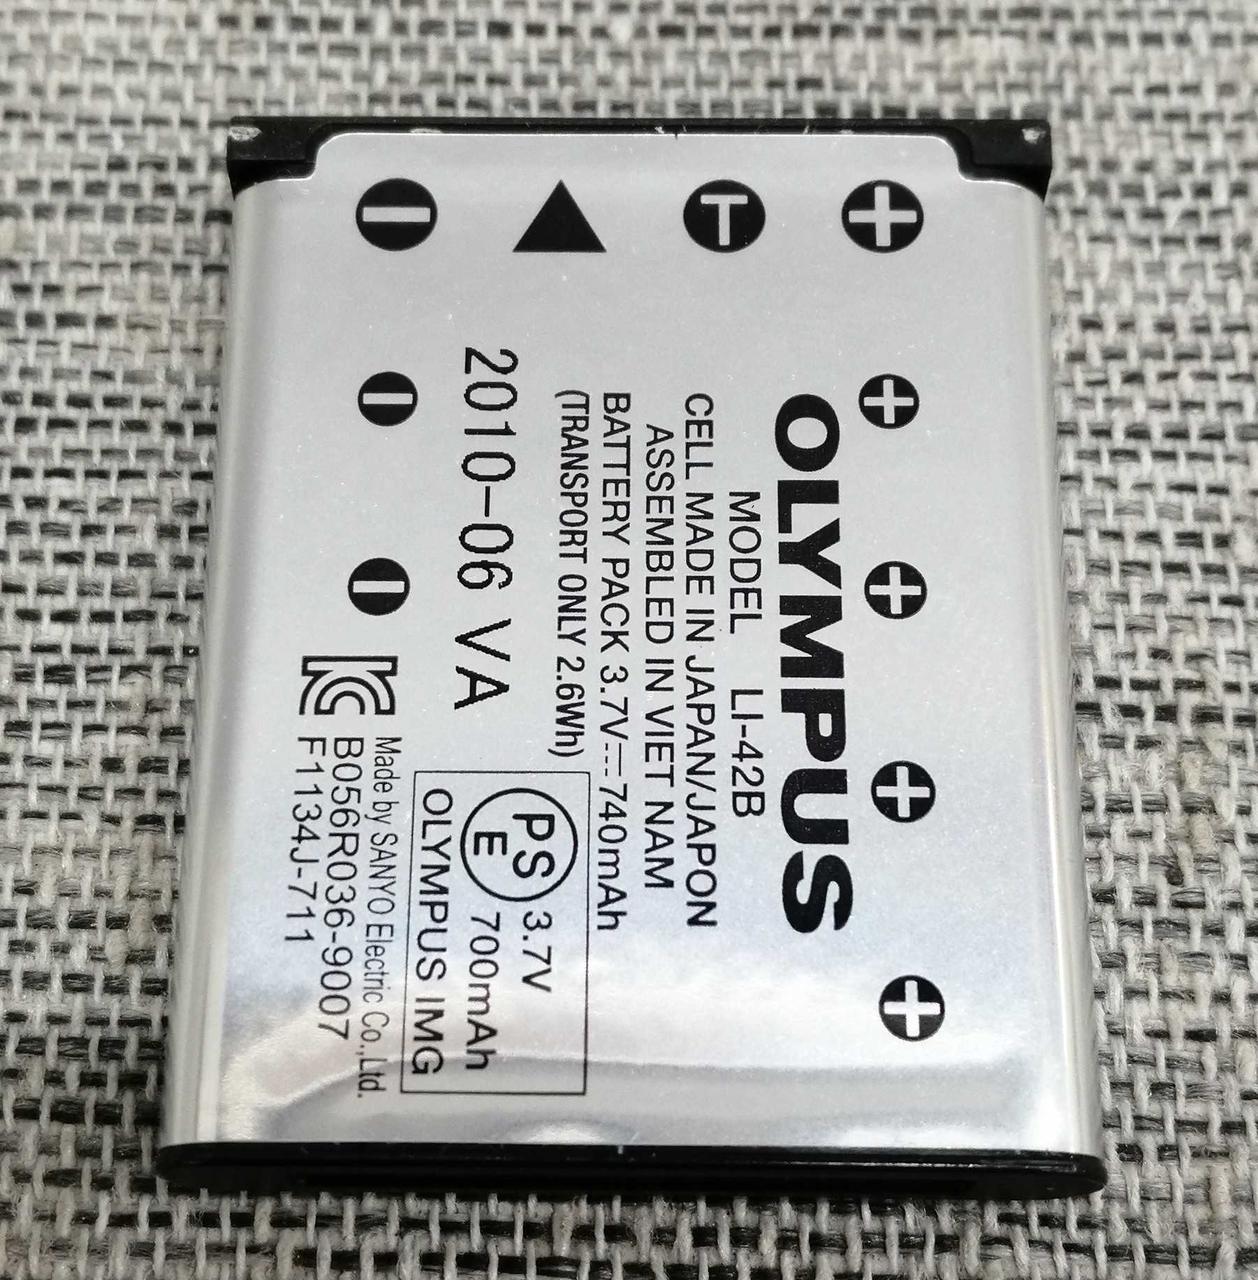 OLYMPUS
MODEL LI-42B
CELL MADE IN JAPAN/JAPON
ASSEMBLED IN VIET NAM
BATTERY PACK 3.7V⎓740mAh
(TRANSPORT ONLY 2.6Wh)
2010-06 VA
PS
E
3.7V
700mAh
OLYMPUS IMG
Made by SANYO Electric Co.,Ltd.
B056R036-9007
F1134J-711
T